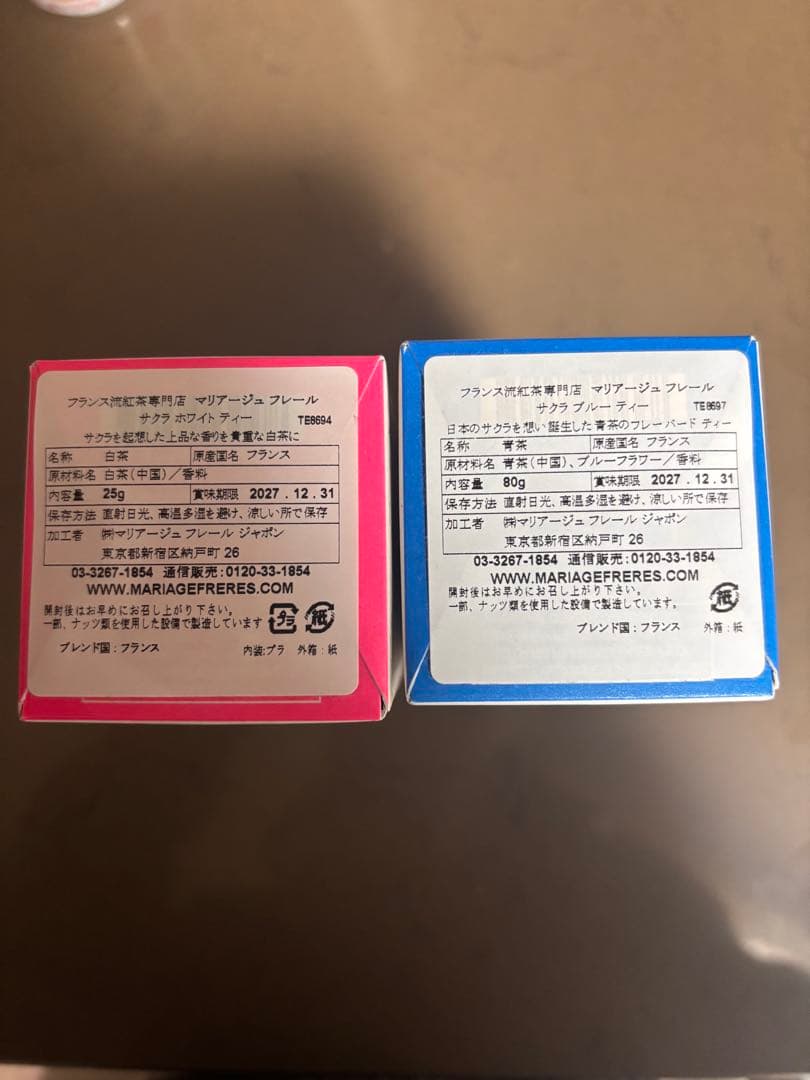 フランス流紅茶専門店 マリアージュ フレール
サクラ ホワイト ティー TE8694
サクラを起想した上品な香りを貴重な白茶に
名称 白茶 原産国名 フランス
原材料名 白茶(中国)/香料
内容量 25g 賞味期限 2027.12.31
保存方法 直射日光、高温多湿を避け、涼しい所で保存
加工者 ㈱マリアージュ フレール ジャポン
東京都新宿区納戸町 26
03-3267-1854 通信販売:0120-33-1854
WWW.MARIAGEFRERES.COM
開封後はお早めにお召し上がり下さい。
一部、ナッツ類を使用した設備で製造しています
プラ 紙
ブレンド国:フランス 内装:プラ 外箱:紙
フランス流紅茶専門店 マリアージュ フレール
サクラ ブルー ティー TE8697
日本のサクラを想い誕生した青茶のフレーバード ティー
名称 青茶 原産国名 フランス
原材料名 青茶(中国)、ブルーフラワー/香料
内容量 80g 賞味期限 2027.12.31
保存方法 直射日光、高温多湿を避け、涼しい所で保存
加工者 ㈱マリアージュ フレール ジャポン
東京都新宿区納戸町 26
03-3267-1854 通信販売:0120-33-1854
WWW.MARIAGEFRERES.COM
開封後はお早めにお召し上がり下さい。
一部、ナッツ類を使用した設備で製造しています。
紙
ブレンド国:フランス 外箱:紙